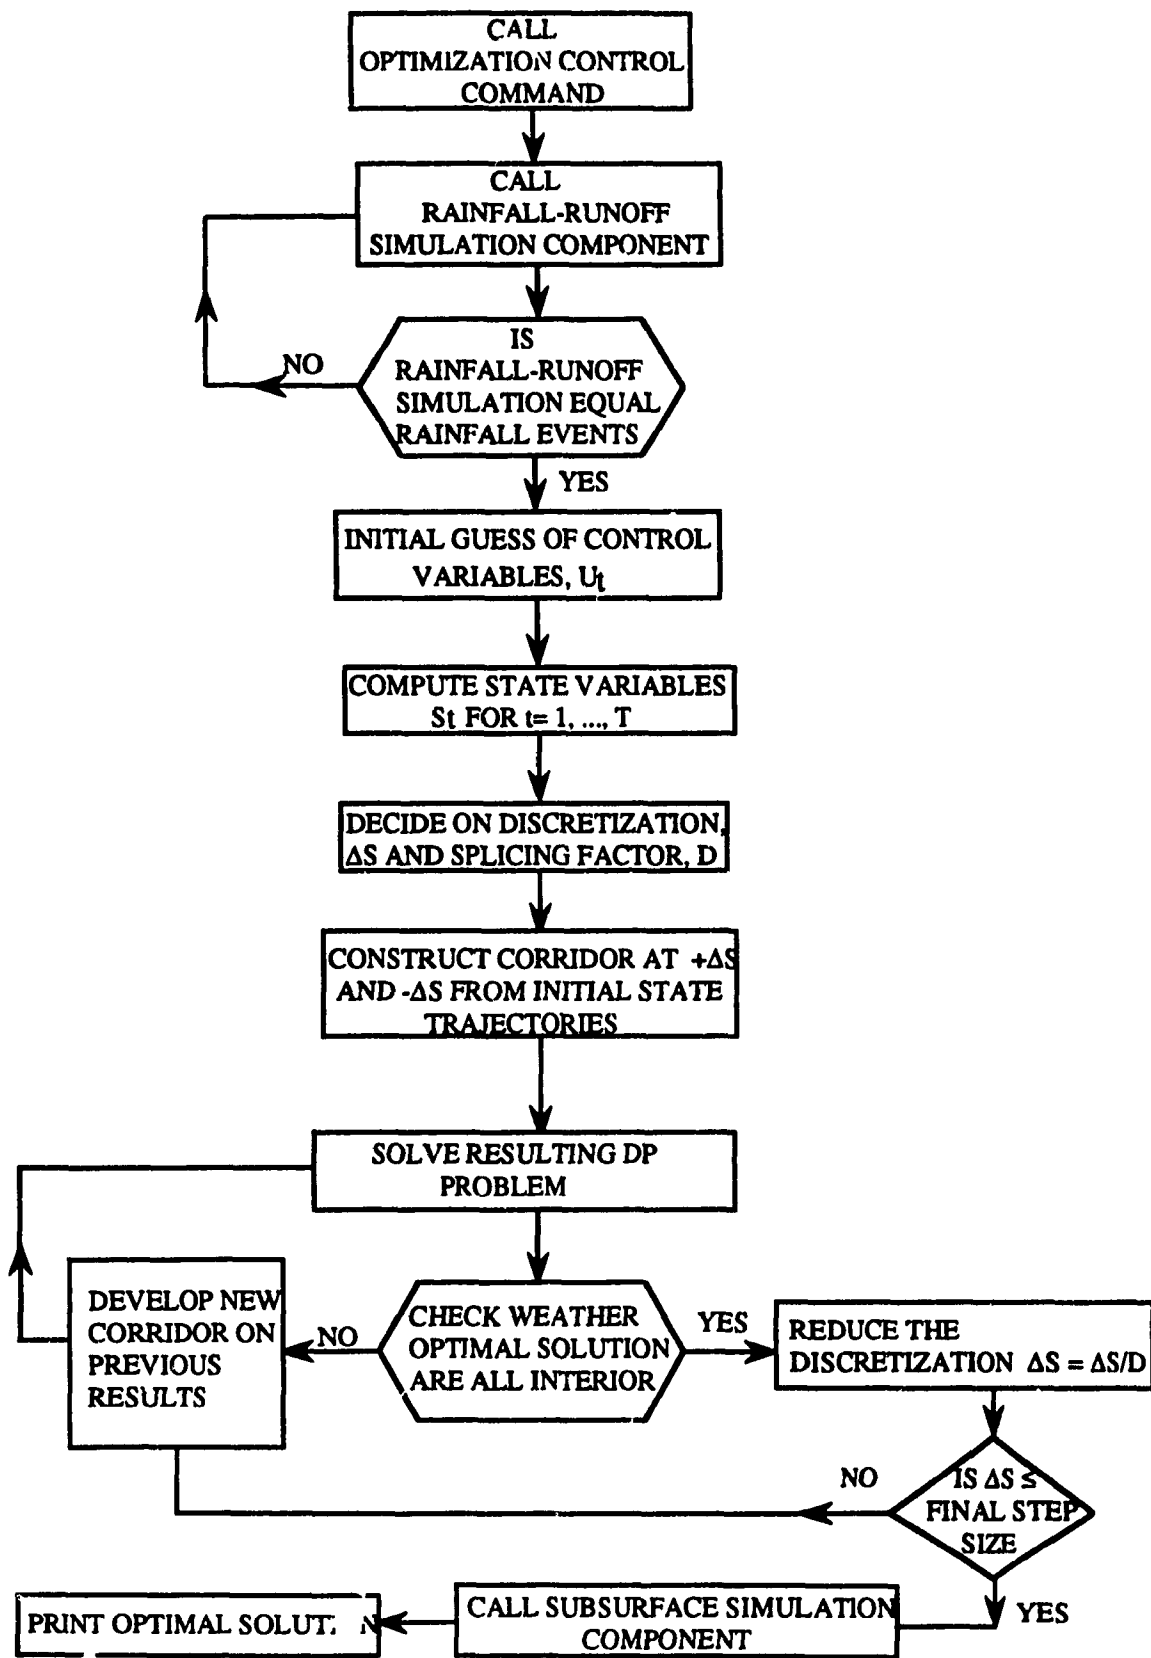 CALL
OPTIMIZATION CONTROL
COMMAND
CALL
RAINFALL-RUNOFF
SIMULATION COMPONENT
IS
RAINFALL-RUNOFF
SIMULATION EQUAL
RAINFALL EVENTS
NO
YES
INITIAL GUESS OF CONTROL
VARIABLES, Ut
COMPUTE STATE VARIABLES
St FOR t= 1, ..., T
DECIDE ON DISCRETIZATION,
ΔS AND SPLICING FACTOR, D
CONSTRUCT CORRIDOR AT +ΔS
AND -ΔS FROM INITIAL STATE
TRAJECTORIES
SOLVE RESULTING DP
PROBLEM
CHECK WEATHER
OPTIMAL SOLUTION
ARE ALL INTERIOR
NO
DEVELOP NEW
CORRIDOR ON
PREVIOUS
RESULTS
YES
REDUCE THE
DISCRETIZATION ΔS = ΔS/D
IS ΔS ≤
FINAL STEP
SIZE
NO
YES
CALL SUBSURFACE SIMULATION
COMPONENT
PRINT OPTIMAL